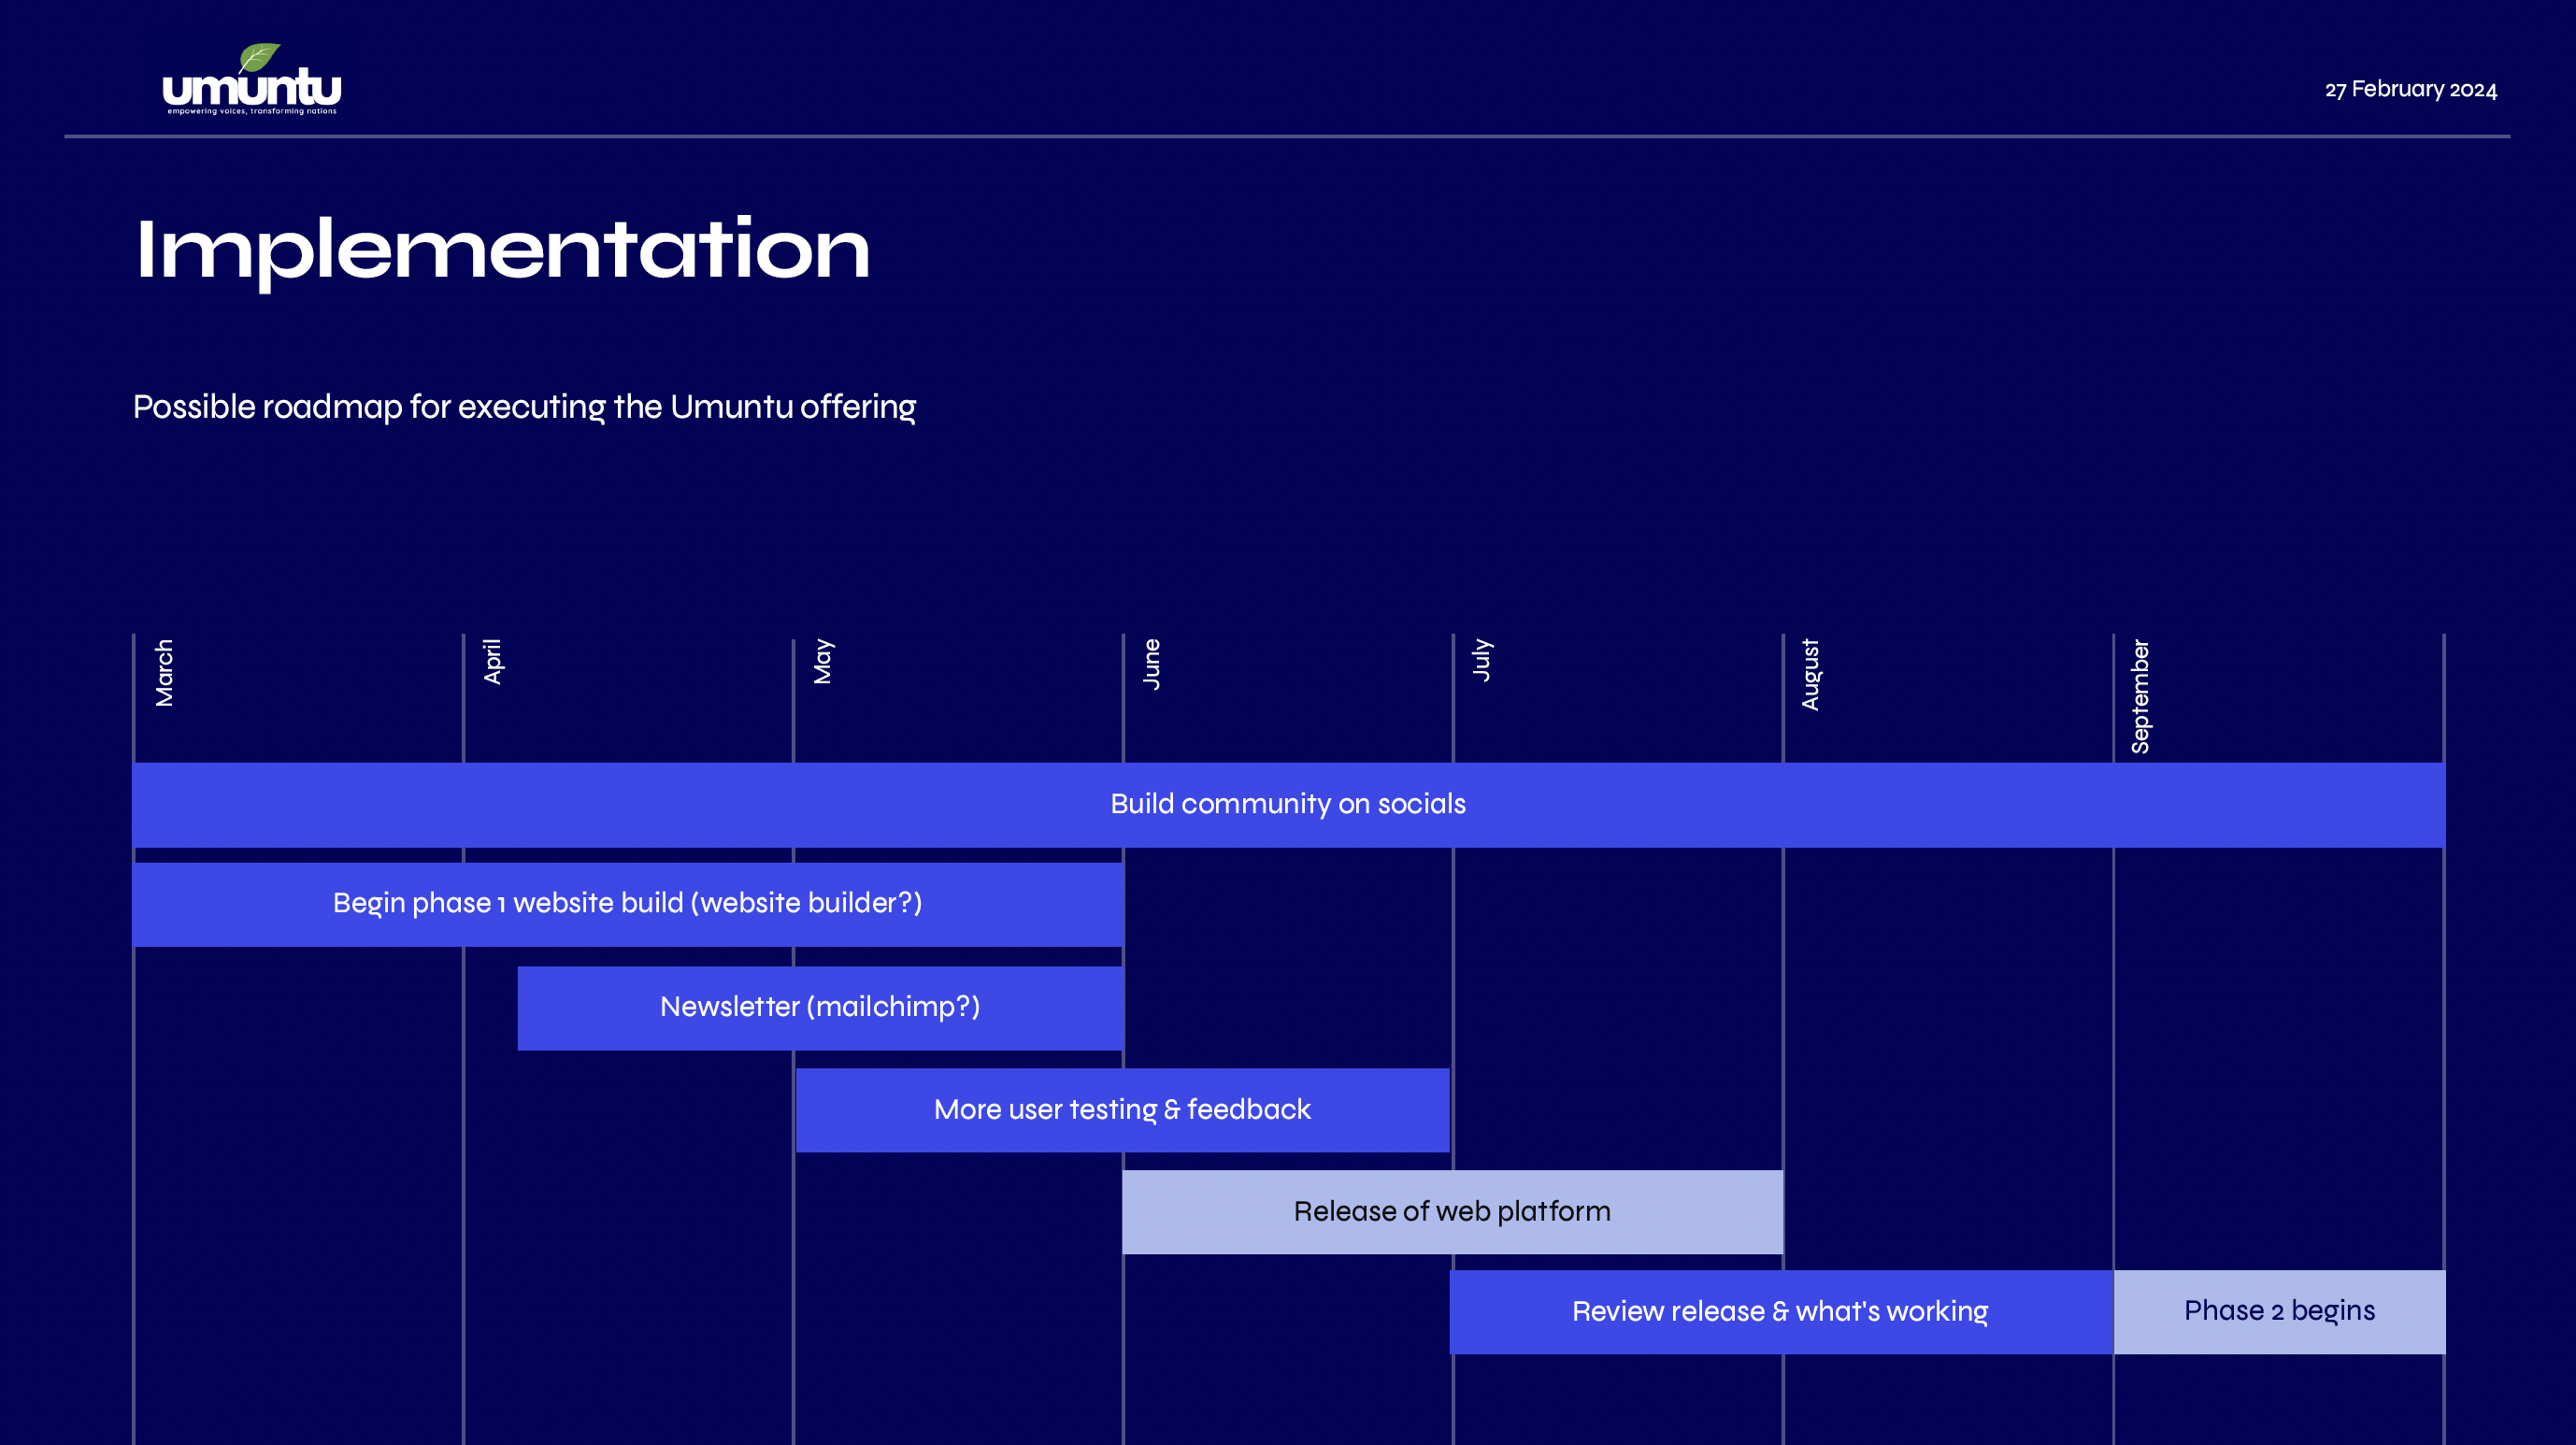 umuntu
empowering voices, transforming nations
27 February 2024
Implementation
Possible roadmap for executing the Umuntu offering
March
April
May
June
July
August
September
Build community on socials
Begin phase 1 website build (website builder?)
Newsletter (mailchimp?)
More user testing & feedback
Release of web platform
Review release & what's working
Phase 2 begins